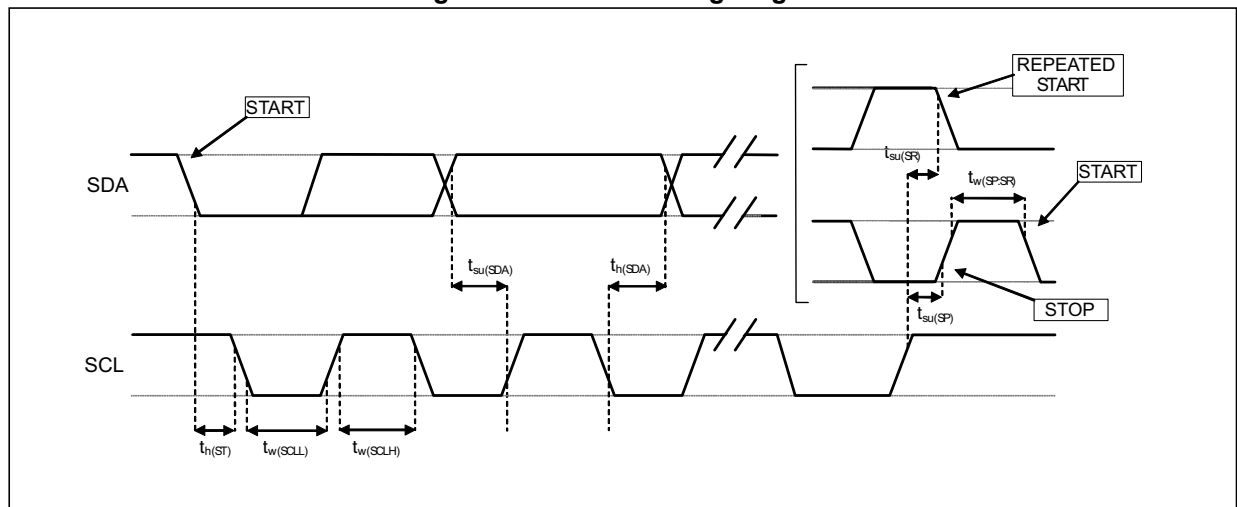 START
REPEATED
START
SDA
tsu(SR)
tw(SP:SR)
START
tsu(SDA)
th(SDA)
tsu(SP)
STOP
SCL
th(ST)
tw(SCLL)
tw(SCLH)